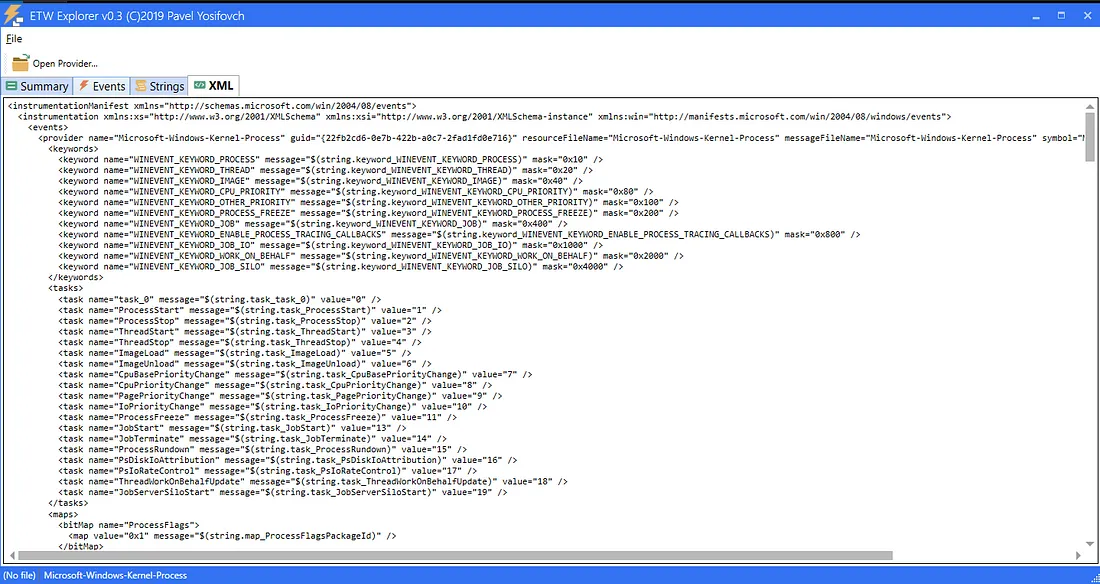 ETW Explorer v0.3 (C)2019 Pavel Yosifovch
File
Open Provider...
Summary Events Strings XML
<instrumentationManifest xmlns="http://schemas.microsoft.com/win/2004/08/events">
<instrumentation xmlns:xs="http://www.w3.org/2001/XMLSchema" xmlns:xsi="http://www.w3.org/2001/XMLSchema-instance" xmlns:win="http://manifests.microsoft.com/win/2004/08/windows/events">
<events>
<provider name="Microsoft-Windows-Kernel-Process" guid="{22fb2cd6-0e7b-422b-a0c7-2fad1fd0e716}" resourceFileName="Microsoft-Windows-Kernel-Process" messageFileName="Microsoft-Windows-Kernel-Process" symbol="
<keywords>
<keyword name="WINEVENT_KEYWORD_PROCESS" message="$(string.keyword_WINEVENT_KEYWORD_PROCESS)" mask="0x10" />
<keyword name="WINEVENT_KEYWORD_THREAD" message="$(string.keyword_WINEVENT_KEYWORD_THREAD)" mask="0x20" />
<keyword name="WINEVENT_KEYWORD_IMAGE" message="$(string.keyword_WINEVENT_KEYWORD_IMAGE)" mask="0x40" />
<keyword name="WINEVENT_KEYWORD_CPU_PRIORITY" message="$(string.keyword_WINEVENT_KEYWORD_CPU_PRIORITY)" mask="0x80" />
<keyword name="WINEVENT_KEYWORD_OTHER_PRIORITY" message="$(string.keyword_WINEVENT_KEYWORD_OTHER_PRIORITY)" mask="0x100" />
<keyword name="WINEVENT_KEYWORD_PROCESS_FREEZE" message="$(string.keyword_WINEVENT_KEYWORD_PROCESS_FREEZE)" mask="0x200" />
<keyword name="WINEVENT_KEYWORD_JOB" message="$(string.keyword_WINEVENT_KEYWORD_JOB)" mask="0x400" />
<keyword name="WINEVENT_KEYWORD_ENABLE_PROCESS_TRACING_CALLBACKS" message="$(string.keyword_WINEVENT_KEYWORD_ENABLE_PROCESS_TRACING_CALLBACKS)" mask="0x800" />
<keyword name="WINEVENT_KEYWORD_JOB_IO" message="$(string.keyword_WINEVENT_KEYWORD_JOB_IO)" mask="0x1000" />
<keyword name="WINEVENT_KEYWORD_WORK_ON_BEHALF" message="$(string.keyword_WINEVENT_KEYWORD_WORK_ON_BEHALF)" mask="0x2000" />
<keyword name="WINEVENT_KEYWORD_JOB_SILO" message="$(string.keyword_WINEVENT_KEYWORD_JOB_SILO)" mask="0x4000" />
</keywords>
<tasks>
<task name="task_0" message="$(string.task_task_0)" value="0" />
<task name="ProcessStart" message="$(string.task_ProcessStart)" value="1" />
<task name="ProcessStop" message="$(string.task_ProcessStop)" value="2" />
<task name="ThreadStart" message="$(string.task_ThreadStart)" value="3" />
<task name="ThreadStop" message="$(string.task_ThreadStop)" value="4" />
<task name="ImageLoad" message="$(string.task_ImageLoad)" value="5" />
<task name="ImageUnload" message="$(string.task_ImageUnload)" value="6" />
<task name="CpuBasePriorityChange" message="$(string.task_CpuBasePriorityChange)" value="7" />
<task name="CpuPriorityChange" message="$(string.task_CpuPriorityChange)" value="8" />
<task name="PagePriorityChange" message="$(string.task_PagePriorityChange)" value="9" />
<task name="IoPriorityChange" message="$(string.task_IoPriorityChange)" value="10" />
<task name="ProcessFreeze" message="$(string.task_ProcessFreeze)" value="11" />
<task name="JobStart" message="$(string.task_JobStart)" value="13" />
<task name="JobTerminate" message="$(string.task_JobTerminate)" value="14" />
<task name="ProcessRundown" message="$(string.task_ProcessRundown)" value="15" />
<task name="PsDiskIoAttribution" message="$(string.task_PsDiskIoAttribution)" value="16" />
<task name="PsIoRateControl" message="$(string.task_PsIoRateControl)" value="17" />
<task name="ThreadWorkOnBehalfUpdate" message="$(string.task_ThreadWorkOnBehalfUpdate)" value="18" />
<task name="JobServerSiloStart" message="$(string.task_JobServerSiloStart)" value="19" />
</tasks>
<maps>
<bitMap name="ProcessFlags">
<map value="0x1" message="$(string.map_ProcessFlagsPackageId)" />
</bitMap>
(No file) Microsoft-Windows-Kernel-Process